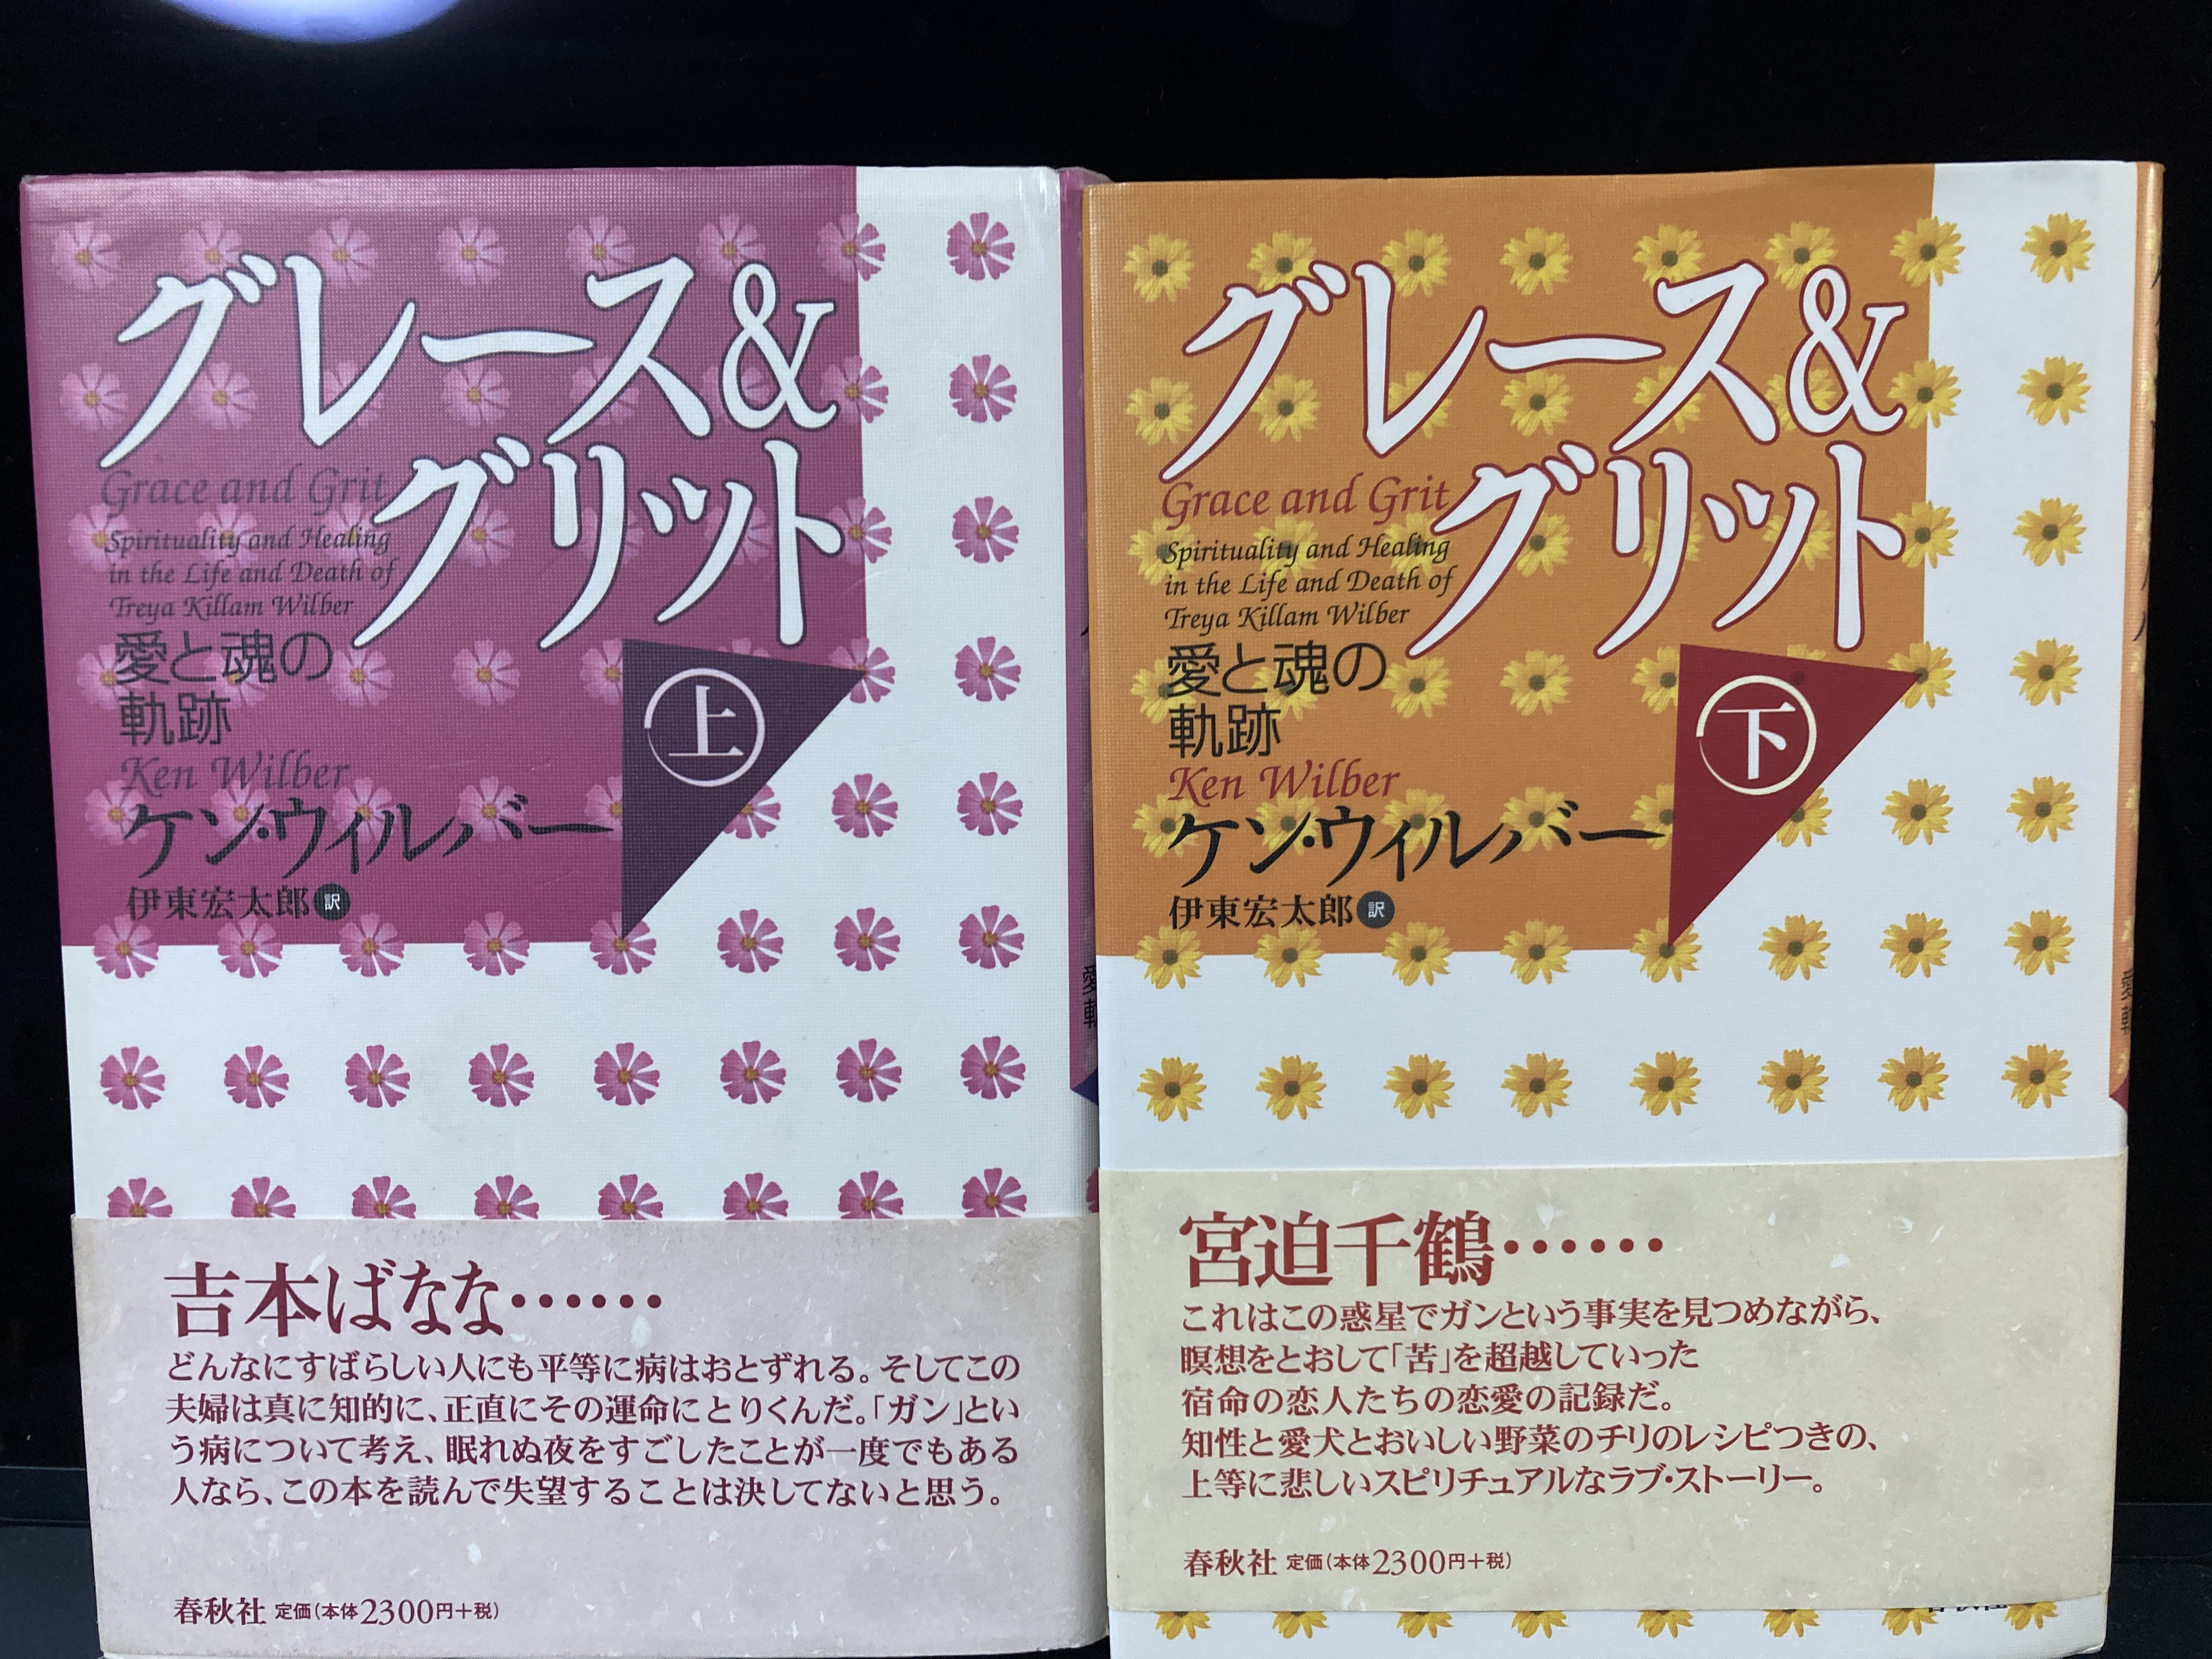 グレース&
グリット
Grace and Grit
Spirituality and Healing
in the Life and Death of
Treya Killam Wilber
愛と魂の
軌跡
上
Ken Wilber
ケン・ウィルバー
伊東宏太郎 訳
吉本ばなな……
どんなにすばらしい人にも平等に病はおとずれる。そしてこの
夫婦は真に知的に、正直にその運命にとりくんだ。「ガン」とい
う病について考え、眠れぬ夜をすごしたことが一度でもある
人なら、この本を読んで失望することは決してないと思う。
春秋社 定価(本体2300円+税)
愛
軌
グレース&
グリット
Grace and Grit
Spirituality and Healing
in the Life and Death of
Treya Killam Wilber
愛と魂の
軌跡
下
Ken Wilber
ケン・ウィルバー
伊東宏太郎 訳
宮迫千鶴……
これはこの惑星でガンという事実を見つめながら、
瞑想をとおして「苦」を超越していった
宿命の恋人たちの恋愛の記録だ。
知性と愛犬とおいしい野菜のチリのレシピつきの、
上等に悲しいスピリチュアルなラブ・ストーリー。
春秋社 定価(本体2300円+税)